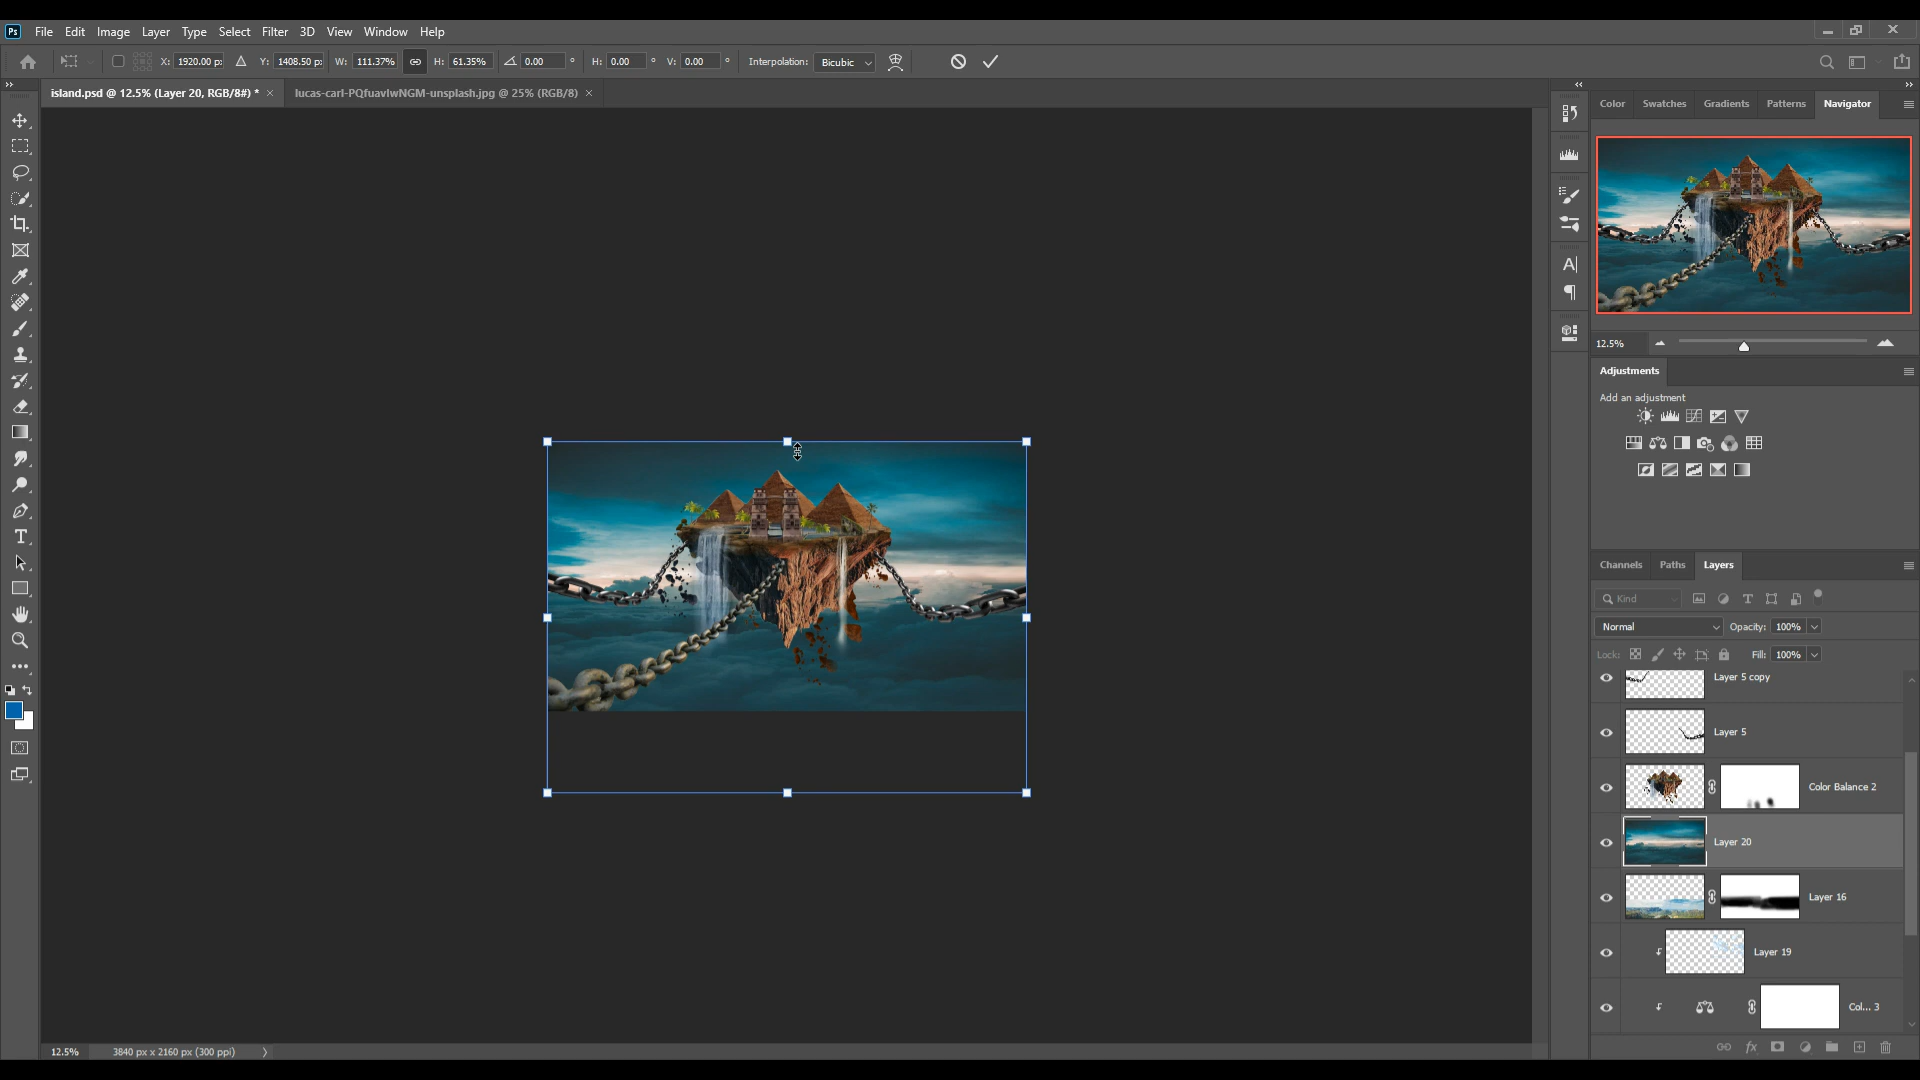 Ps File Edit Image Layer Type Select Filter 3D View Window Help
X: 1920.00 px Y: 1408.50 px W: 111.37% H: 61.35% 0.00 ° H: 0.00 ° V: 0.00 ° Interpolation: Bicubic
island.psd @ 12.5% (Layer 20, RGB/8#) * × lucas-carl-PQfuavlwNGM-unsplash.jpg @ 25% (RGB/8) ×
Color Swatches Gradients Patterns Navigator
12.5%
Adjustments
Add an adjustment
Channels Paths Layers
Kind
Normal Opacity: 100%
Lock: Fill: 100%
Layer 5 copy
Layer 5
Color Balance 2
Layer 20
Layer 16
Layer 19
Col... 3
fx
12.5% 3840 px x 2160 px (300 ppi)